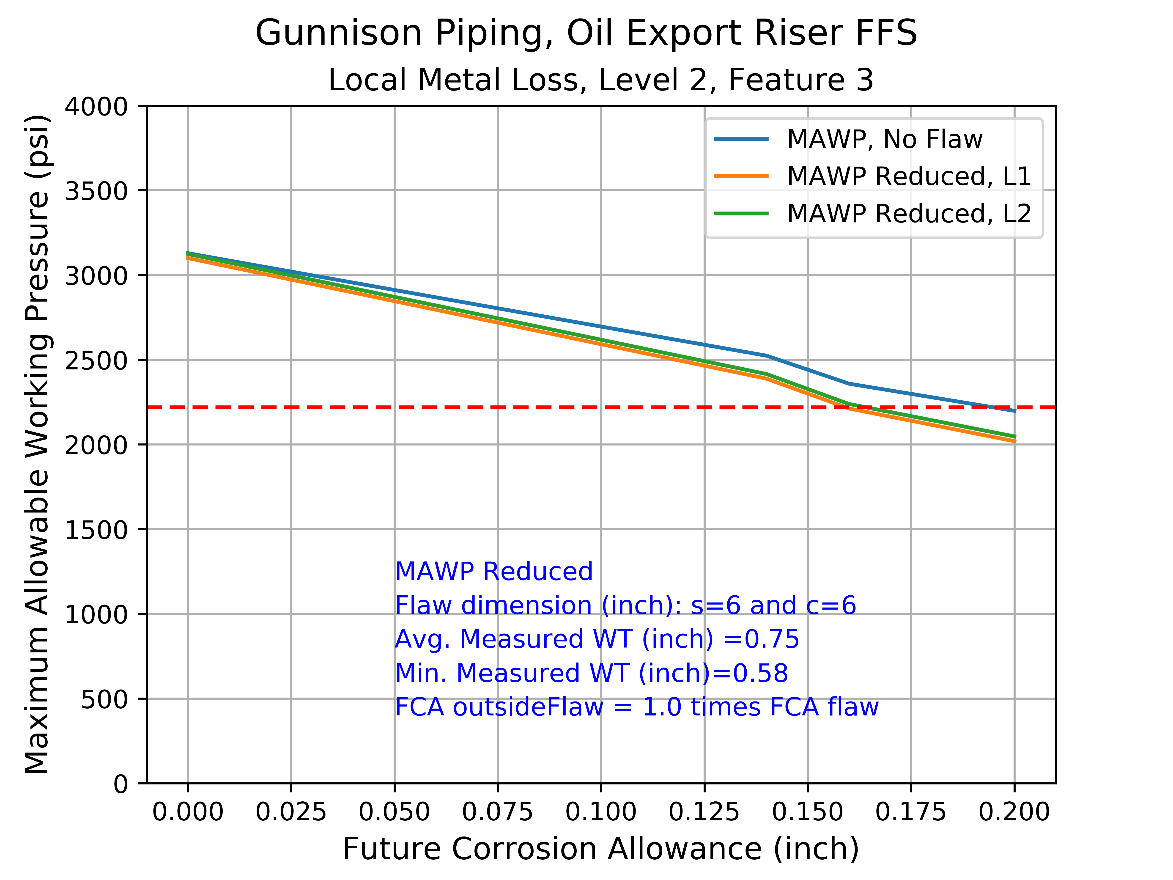 Gunnison Piping, Oil Export Riser FFS
Local Metal Loss, Level 2, Feature 3
Maximum Allowable Working Pressure (psi)
4000
3500
3000
2500
2000
1500
1000
500
0
MAWP, No Flaw
MAWP Reduced, L1
MAWP Reduced, L2
MAWP Reduced
Flaw dimension (inch): s=6 and c=6
Avg. Measured WT (inch) =0.75
Min. Measured WT (inch)=0.58
FCA outsideFlaw = 1.0 times FCA flaw
0.000 0.025 0.050 0.075 0.100 0.125 0.150 0.175 0.200
Future Corrosion Allowance (inch)